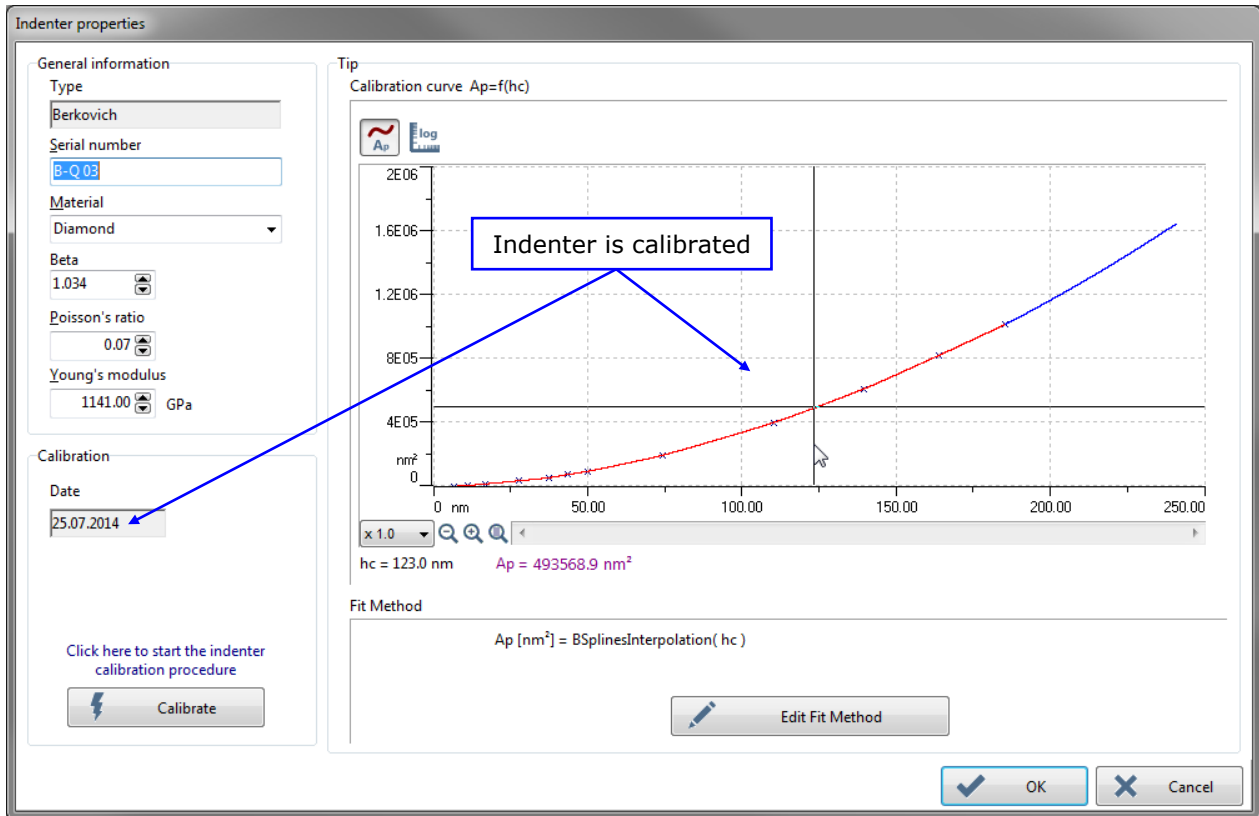 Indenter properties
General information
Type
Berkovich
Serial number
B-Q 03
Material
Diamond
Beta
1.034
Poisson's ratio
0.07
Young's modulus
1141.00 GPa
Calibration
Date
25.07.2014
Click here to start the indenter
calibration procedure
Calibrate
Tip
Calibration curve Ap=f(hc)
Ap
log
2E06
1.6E06
1.2E06
8E05
4E05
nm²
0
Indenter is calibrated
0 nm 50.00 100.00 150.00 200.00 250.00
x 1.0
hc = 123.0 nm Ap = 493568.9 nm²
Fit Method
Ap [nm²] = BSplinesInterpolation( hc )
Edit Fit Method
OK Cancel